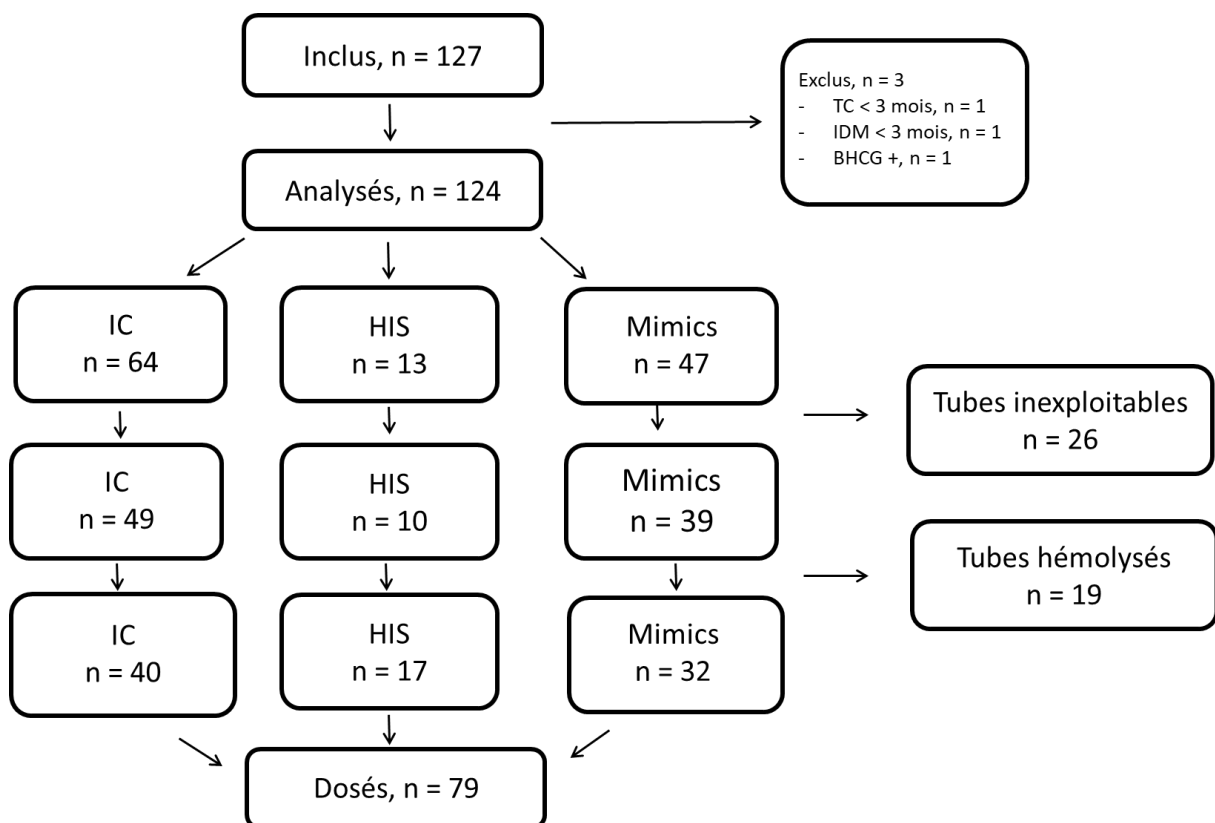 Inclus, n = 127
Exclus, n = 3
- TC < 3 mois, n = 1
- IDM < 3 mois, n = 1
- BHCG +, n = 1
Analysés, n = 124
IC
n = 64
HIS
n = 13
Mimics
n = 47
Tubes inexploitables
n = 26
IC
n = 49
HIS
n = 10
Mimics
n = 39
Tubes hémolysés
n = 19
IC
n = 40
HIS
n = 17
Mimics
n = 32
Dosés, n = 79